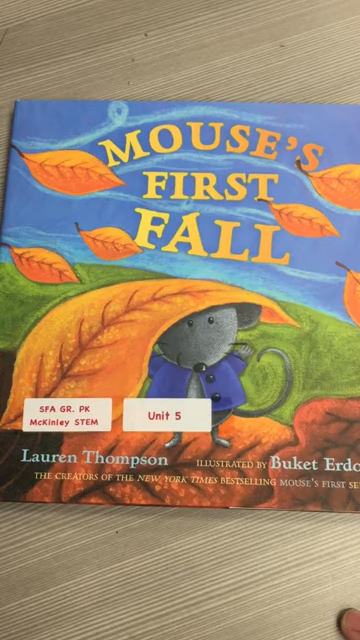 MOUSE'S
FIRST
FALL
SFA GR. PK
McKinley STEM
Unit 5
Lauren Thompson
ILLUSTRATED BY Buket Erdo
THE CREATORS OF THE NEW YORK TIMES BESTSELLING MOUSE'S FIRST SE